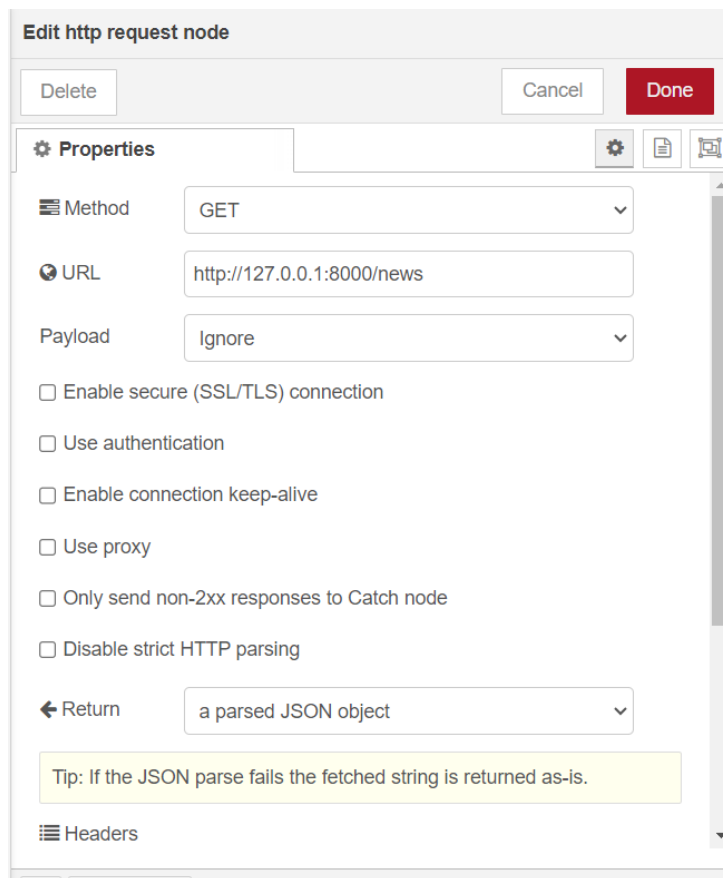 Edit http request node
Delete
Cancel
Done
Properties
Method
GET
URL
http://127.0.0.1:8000/news
Payload
Ignore
Enable secure (SSL/TLS) connection
Use authentication
Enable connection keep-alive
Use proxy
Only send non-2xx responses to Catch node
Disable strict HTTP parsing
Return
a parsed JSON object
Tip: If the JSON parse fails the fetched string is returned as-is.
Headers